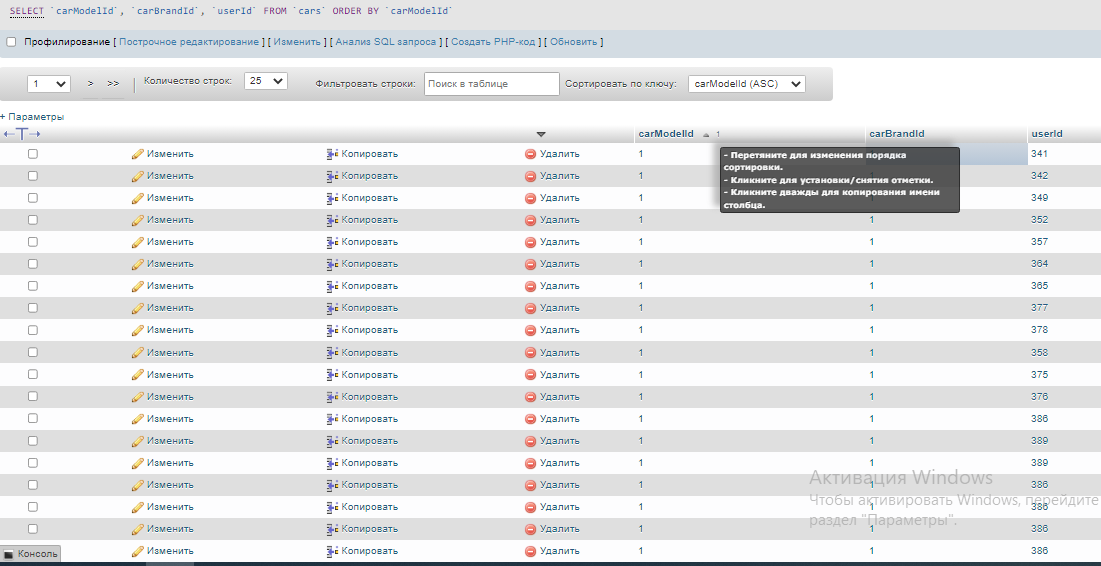 SELECT `carModelId`, `carBrandId`, `userId` FROM `cars` ORDER BY `carModelId`
Профилирование [ Построчное редактирование ] [ Изменить ] [ Анализ SQL запроса ] [ Создать PHP-код ] [ Обновить ]
1 > >> Количество строк: 25 Фильтровать строки: Поиск в таблице Сортировать по ключу: carModelId (ASC)
+ Параметры
←T→ carModelId 1 carBrandId userId
Изменить Копировать Удалить 1 341
- Перетяните для изменения порядка
сортировки.
- Кликните для установки/снятия отметки.
- Кликните дважды для копирования имени
столбца.
Изменить Копировать Удалить 1 342
Изменить Копировать Удалить 1 349
Изменить Копировать Удалить 1 1 352
Изменить Копировать Удалить 1 1 357
Изменить Копировать Удалить 1 1 364
Изменить Копировать Удалить 1 1 365
Изменить Копировать Удалить 1 1 377
Изменить Копировать Удалить 1 1 378
Изменить Копировать Удалить 1 1 358
Изменить Копировать Удалить 1 1 375
Изменить Копировать Удалить 1 1 376
Изменить Копировать Удалить 1 1 386
Изменить Копировать Удалить 1 1 389
Изменить Копировать Удалить 1 1 389
Изменить Копировать Удалить 1 1 386
Изменить Копировать Удалить 1 1 386
Изменить Копировать Удалить 1 1 386
Изменить Копировать Удалить 1 1 386
Активация Windows
Чтобы активировать Windows, перейдите
раздел "Параметры".
Консоль